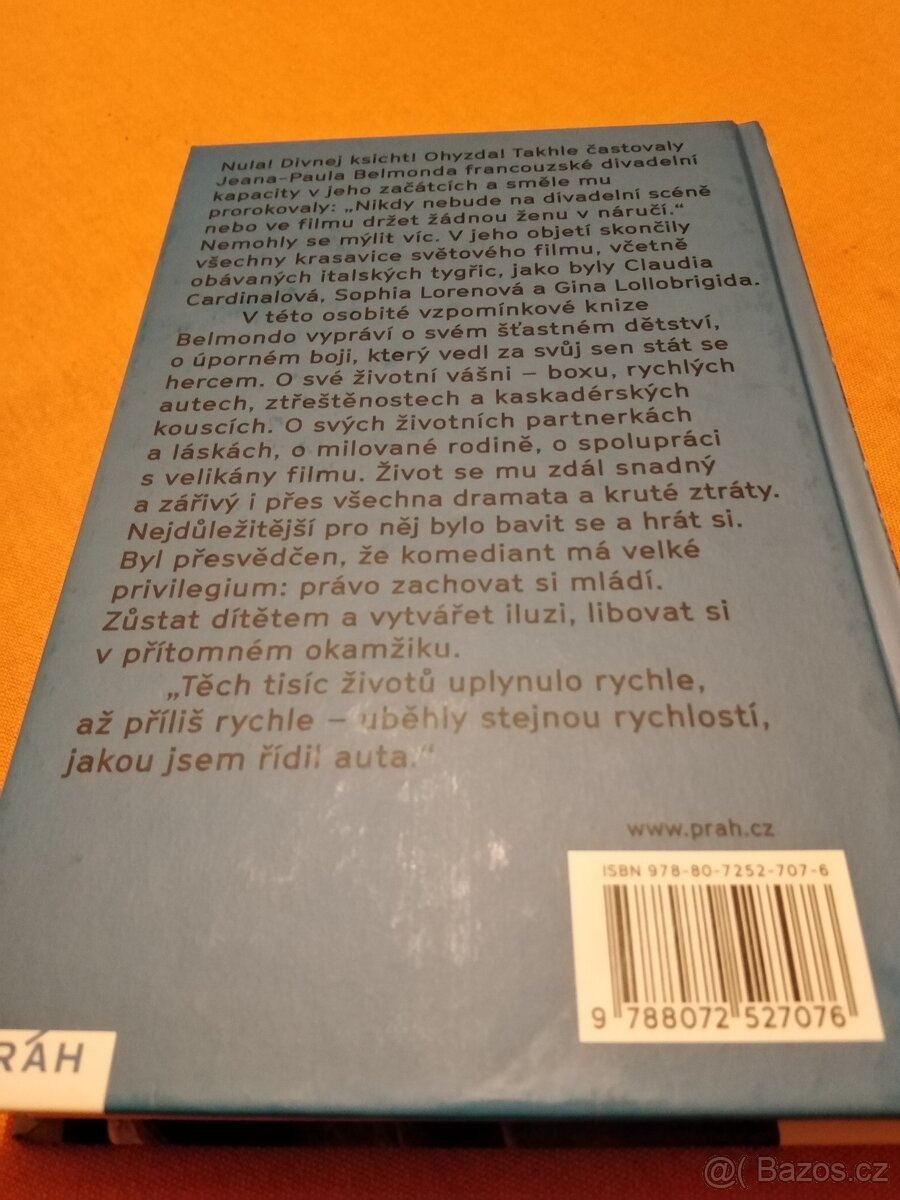 Nula! Divnej ksicht! Ohyzda! Takhle častovaly
Jeana-Paula Belmonda francouzské divadelní
kapacity v jeho začátcích a směle mu
prorokovaly: „Nikdy nebude na divadelní scéně
nebo ve filmu držet žádnou ženu v náručí.“
Nemohly se mýlit víc. V jeho objetí skončily
všechny krasavice světového filmu, včetně
obávaných italských tygřic, jako byly Claudia
Cardinalová, Sophia Lorenová a Gina Lollobrigida.
V této osobité vzpomínkové knize
Belmondo vypráví o svém šťastném dětství,
o úporném boji, který vedl za svůj sen stát se
hercem. O své životní vášni – boxu, rychlých
autech, ztřeštěnostech a kaskadérských
kouscích. O svých životních partnerkách
a láskách, o milované rodině, o spolupráci
s velikány filmu. Život se mu zdál snadný
a zářivý i přes všechna dramata a kruté ztráty.
Nejdůležitější pro něj bylo bavit se a hrát si.
Byl přesvědčen, že komediant má velké
privilegium: právo zachovat si mládí.
Zůstat dítětem a vytvářet iluzi, libovat si
v přítomném okamžiku.
„Těch tisíc životů uplynulo rychle,
až příliš rychle – uběhly stejnou rychlostí,
jakou jsem řídil auta.“
www.prah.cz
ISBN 978-80-7252-707-6
9 788072 527076
RÁH
@( Bazos.cz